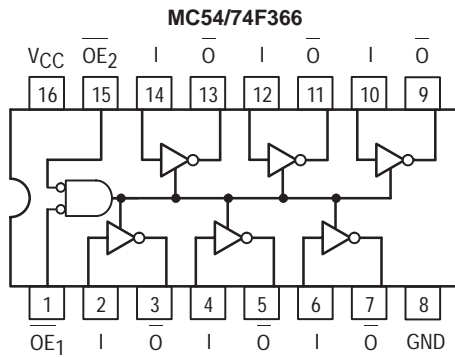 MC54/74F366
VCC OE2 I O I O I O
16 15 14 13 12 11 10 9
1 2 3 4 5 6 7 8
OE1 I O I O I O GND